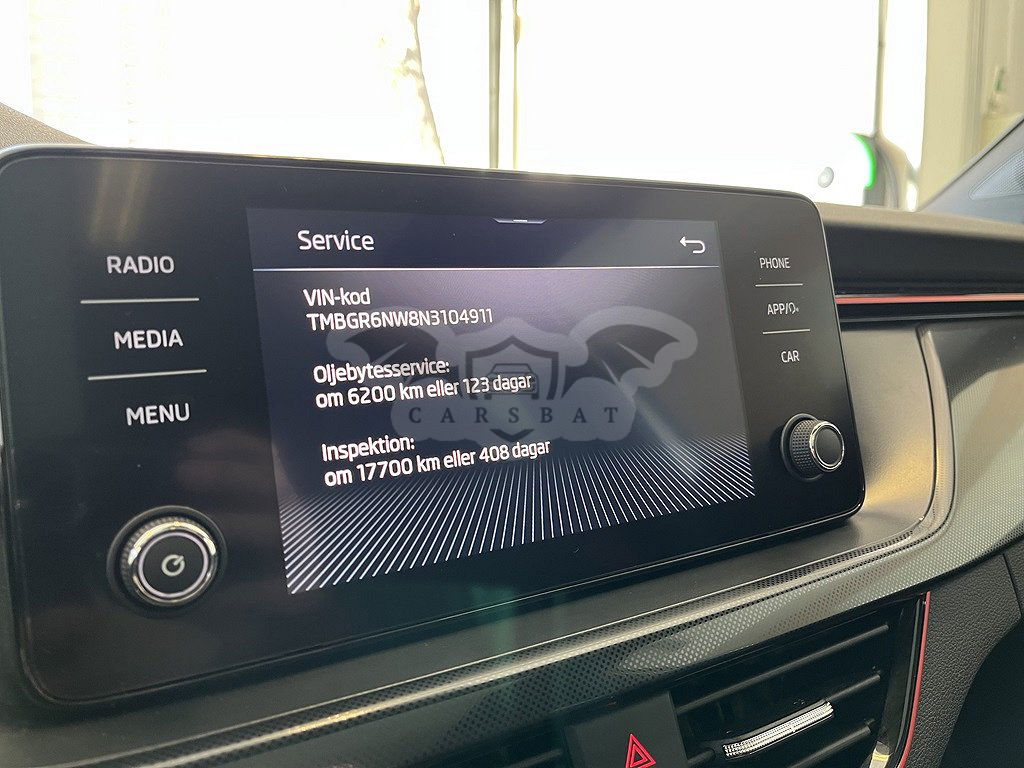 RADIO
MEDIA
MENU
Service
VIN-kod
TMBGR6NW8N3104911
Oljebytesservice:
om 6200 km eller 123 dagar
Inspektion:
om 17700 km eller 408 dagar
CARSBAT
PHONE
APP/
CAR